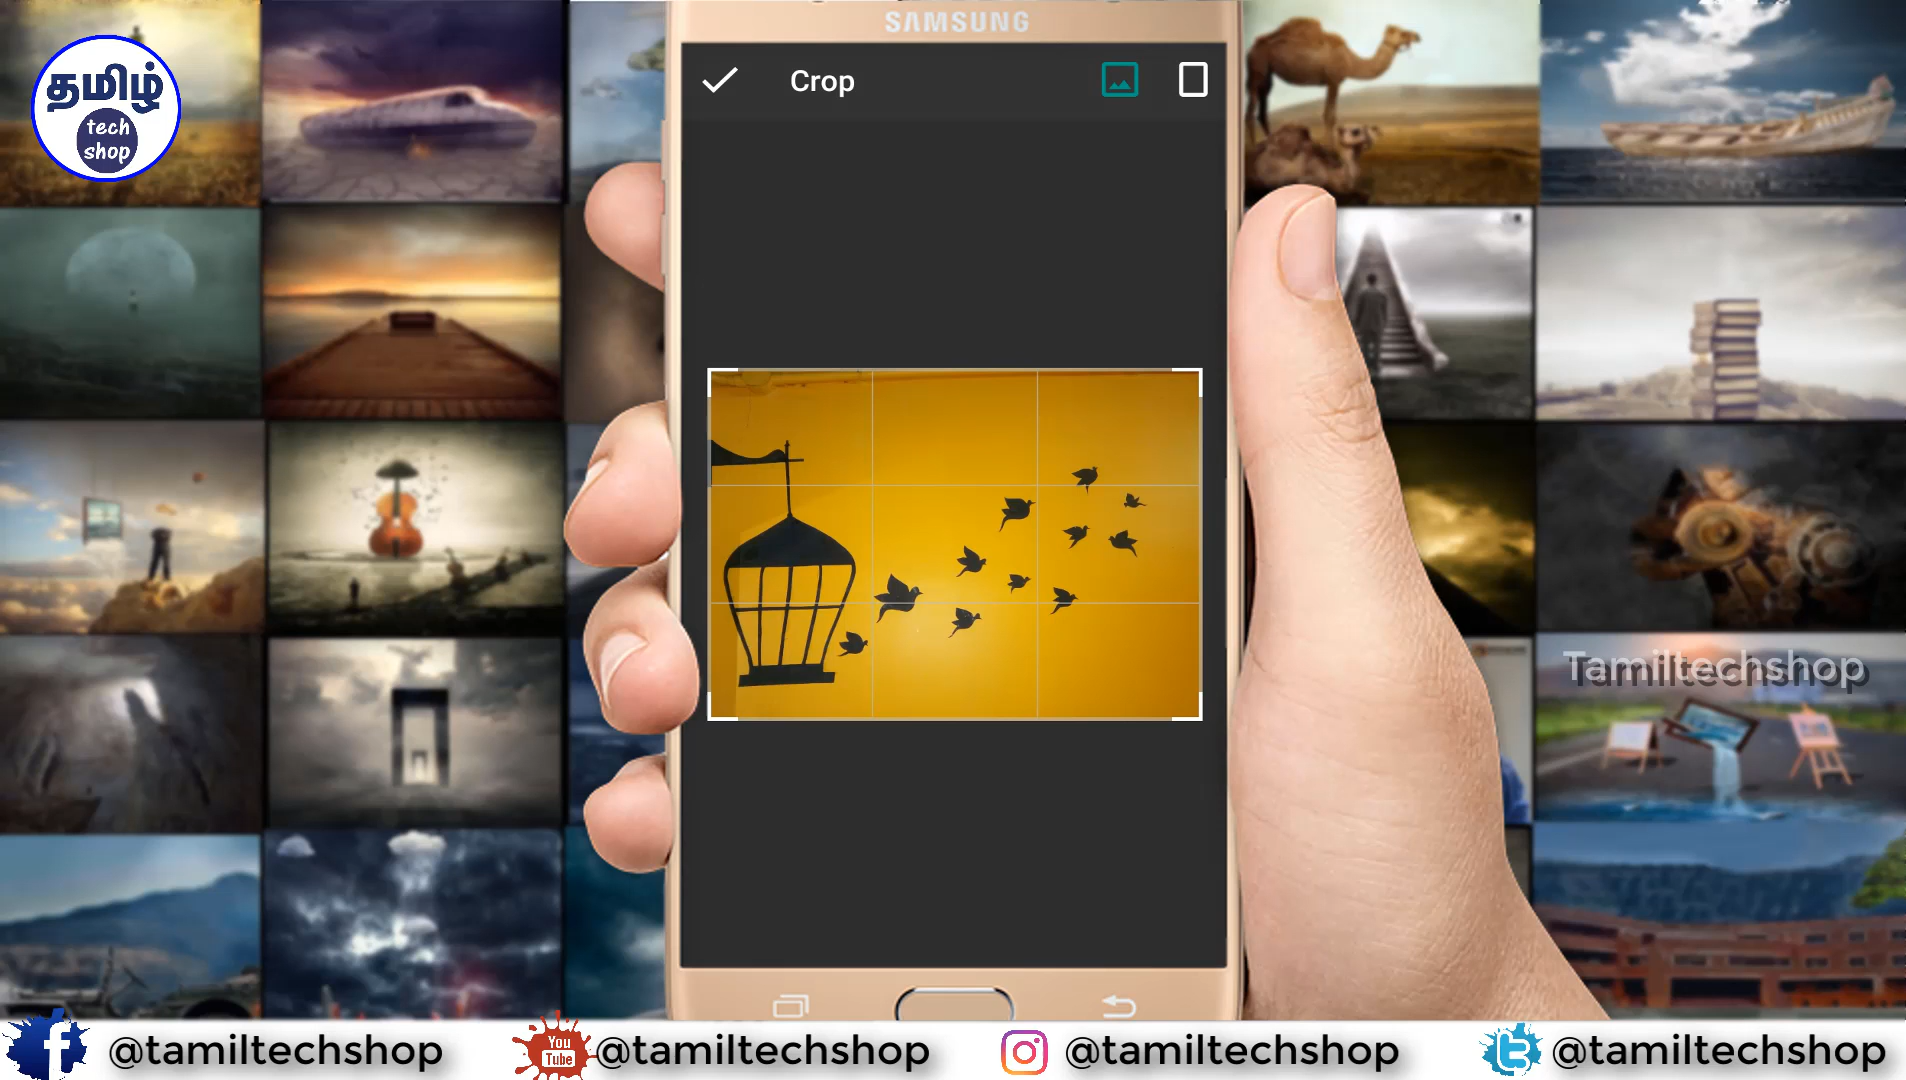 SAMSUNG
தமிழ்
tech
shop
Crop
Tamiltechshop
@tamiltechshop
You
Tube
@tamiltechshop
@tamiltechshop
@tamiltechshop